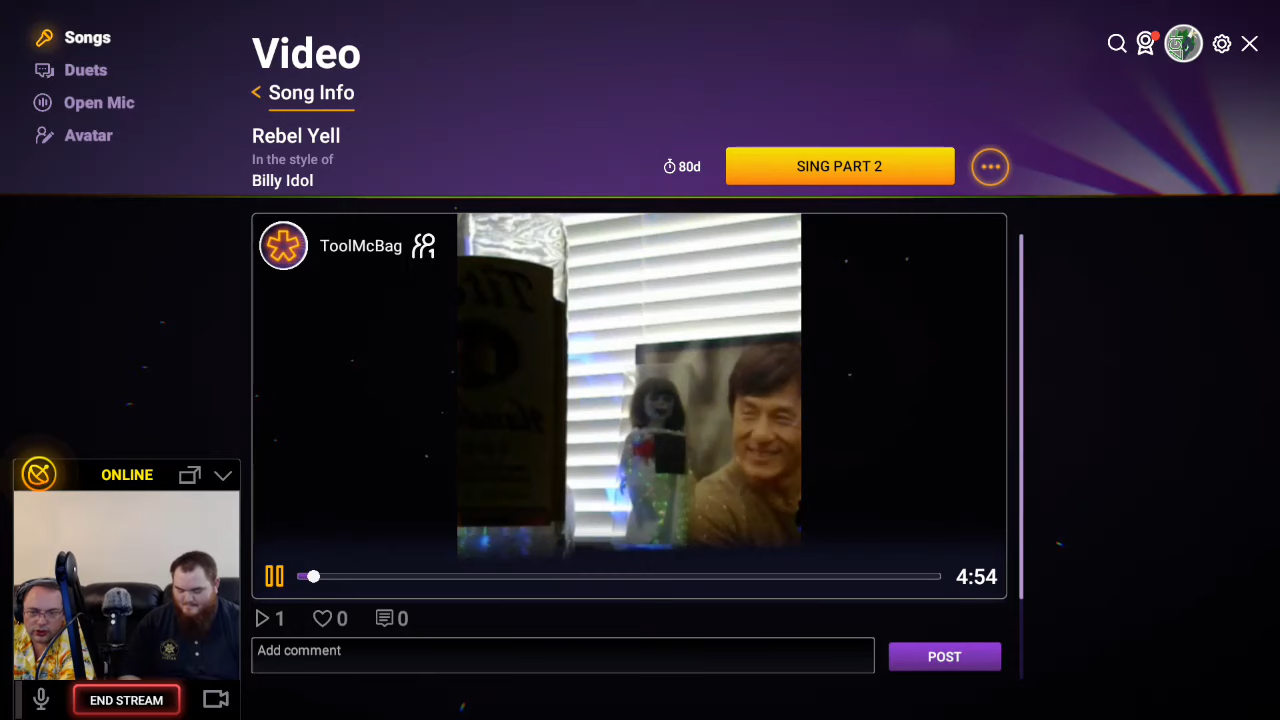 Songs
Duets
Open Mic
Avatar
Video
< Song Info
Rebel Yell
In the style of
Billy Idol
80d
SING PART 2
ToolMcBag
4:54
1
0
0
Add comment
POST
ONLINE
END STREAM